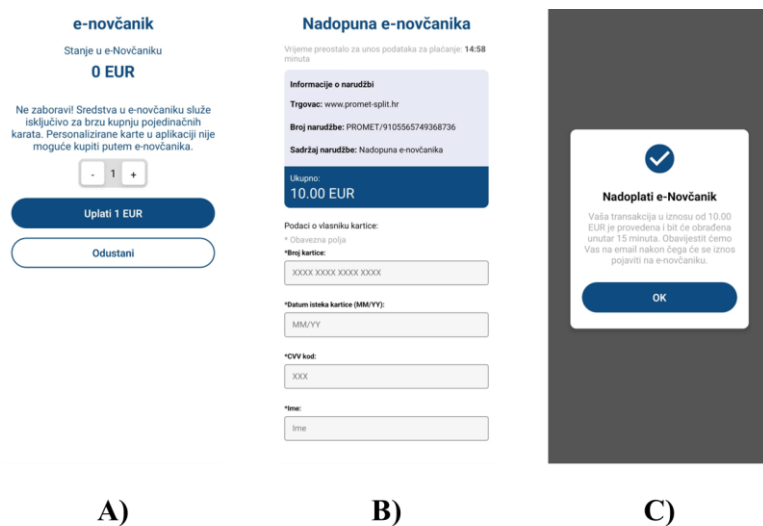 e-novčanik
Stanje u e-Novčaniku
0 EUR
Ne zaboravi! Sredstva u e-novčaniku služe
isključivo za brzu kupnju pojedinačnih
karata. Personalizirane karte u aplikaciji nije
moguće kupiti putem e-novčanika.
- 1 +
Uplati 1 EUR
Odustani
A)
Nadopuna e-novčanika
Vrijeme preostalo za unos podataka za plaćanje: 14:58
minuta
Informacije o narudžbi
Trgovac: www.promet-split.hr
Broj narudžbe: PROMET/9105565749368736
Sadržaj narudžbe: Nadopuna e-novčanika
Ukupno:
10.00 EUR
Podaci o vlasniku kartice:
* Obavezna polja
*Broj kartice:
XXXX XXXX XXXX XXXX
*Datum isteka kartice (MM/YY):
MM/YY
*CVV kod:
XXX
*Ime:
Ime
B)
Nadoplati e-Novčanik
Vaša transakcija u iznosu od 10.00
EUR je provedena i bit će obrađena
unutar 15 minuta. Obavijestit ćemo
Vas na email nakon čega će se iznos
pojaviti na e-novčaniku.
OK
C)